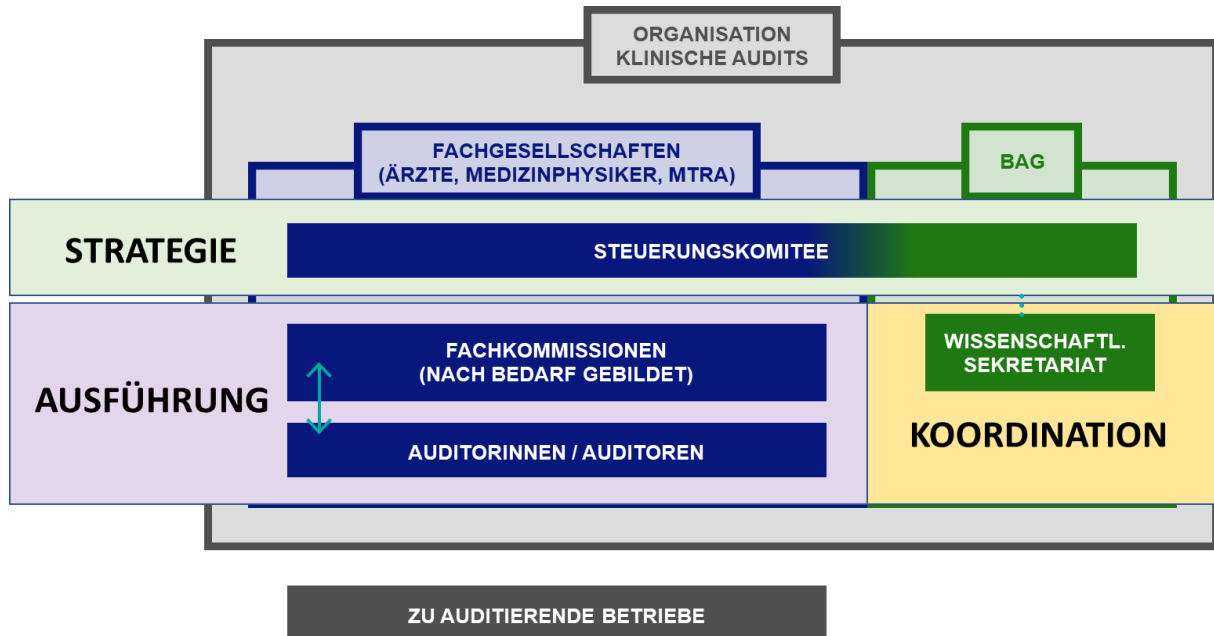 ORGANISATION
KLINISCHE AUDITS
FACHGESELLSCHAFTEN
(ÄRZTE, MEDIZINPHYSIKER, MTRA)
BAG
STRATEGIE
STEUERUNGSKOMITEE
AUSFÜHRUNG
FACHKOMMISSIONEN
(NACH BEDARF GEBILDET)
AUDITORINNEN / AUDITOREN
WISSENSCHAFTL.
SEKRETARIAT
KOORDINATION
ZU AUDITIERENDE BETRIEBE